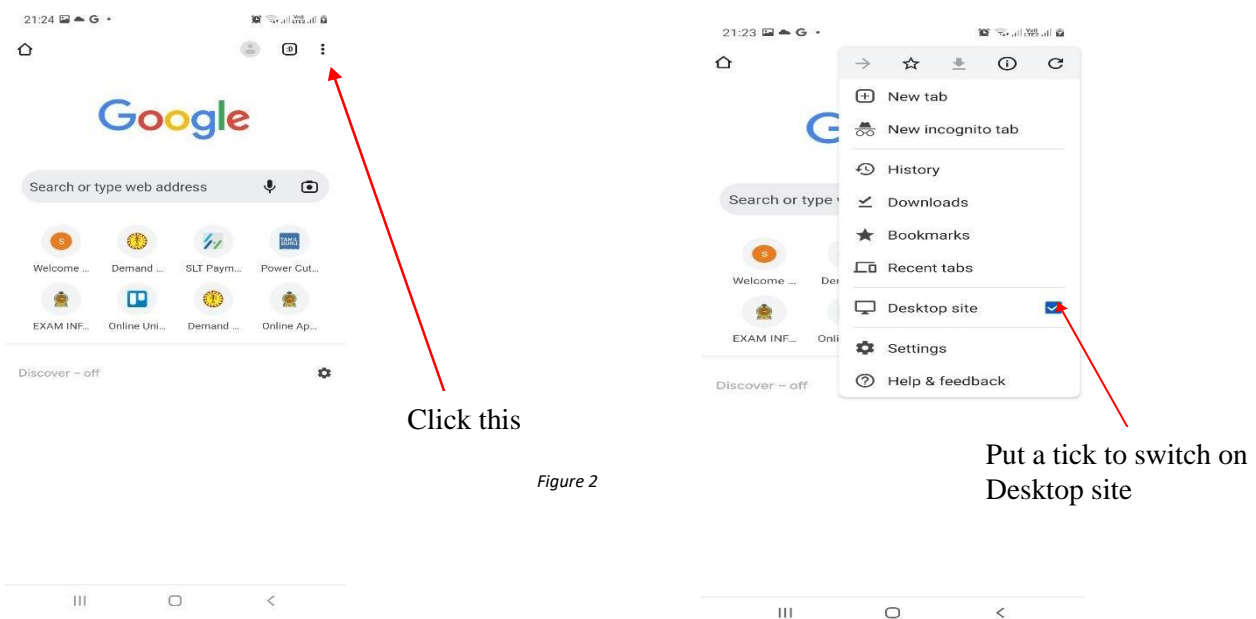 21:24 G
Google
Search or type web address
S
TAMIL
Welcome ...
Demand ...
SLT Paym...
Power Cut...
EXAM INF...
Online Uni...
Demand ...
Online Ap...
Discover – off
Click this
Figure 2
21:23 G
New tab
New incognito tab
G
History
Search or type
Downloads
Bookmarks
S
Recent tabs
Welcome ...
Desktop site
EXAM INF...
Settings
Discover – off
Help & feedback
Put a tick to switch on
Desktop site